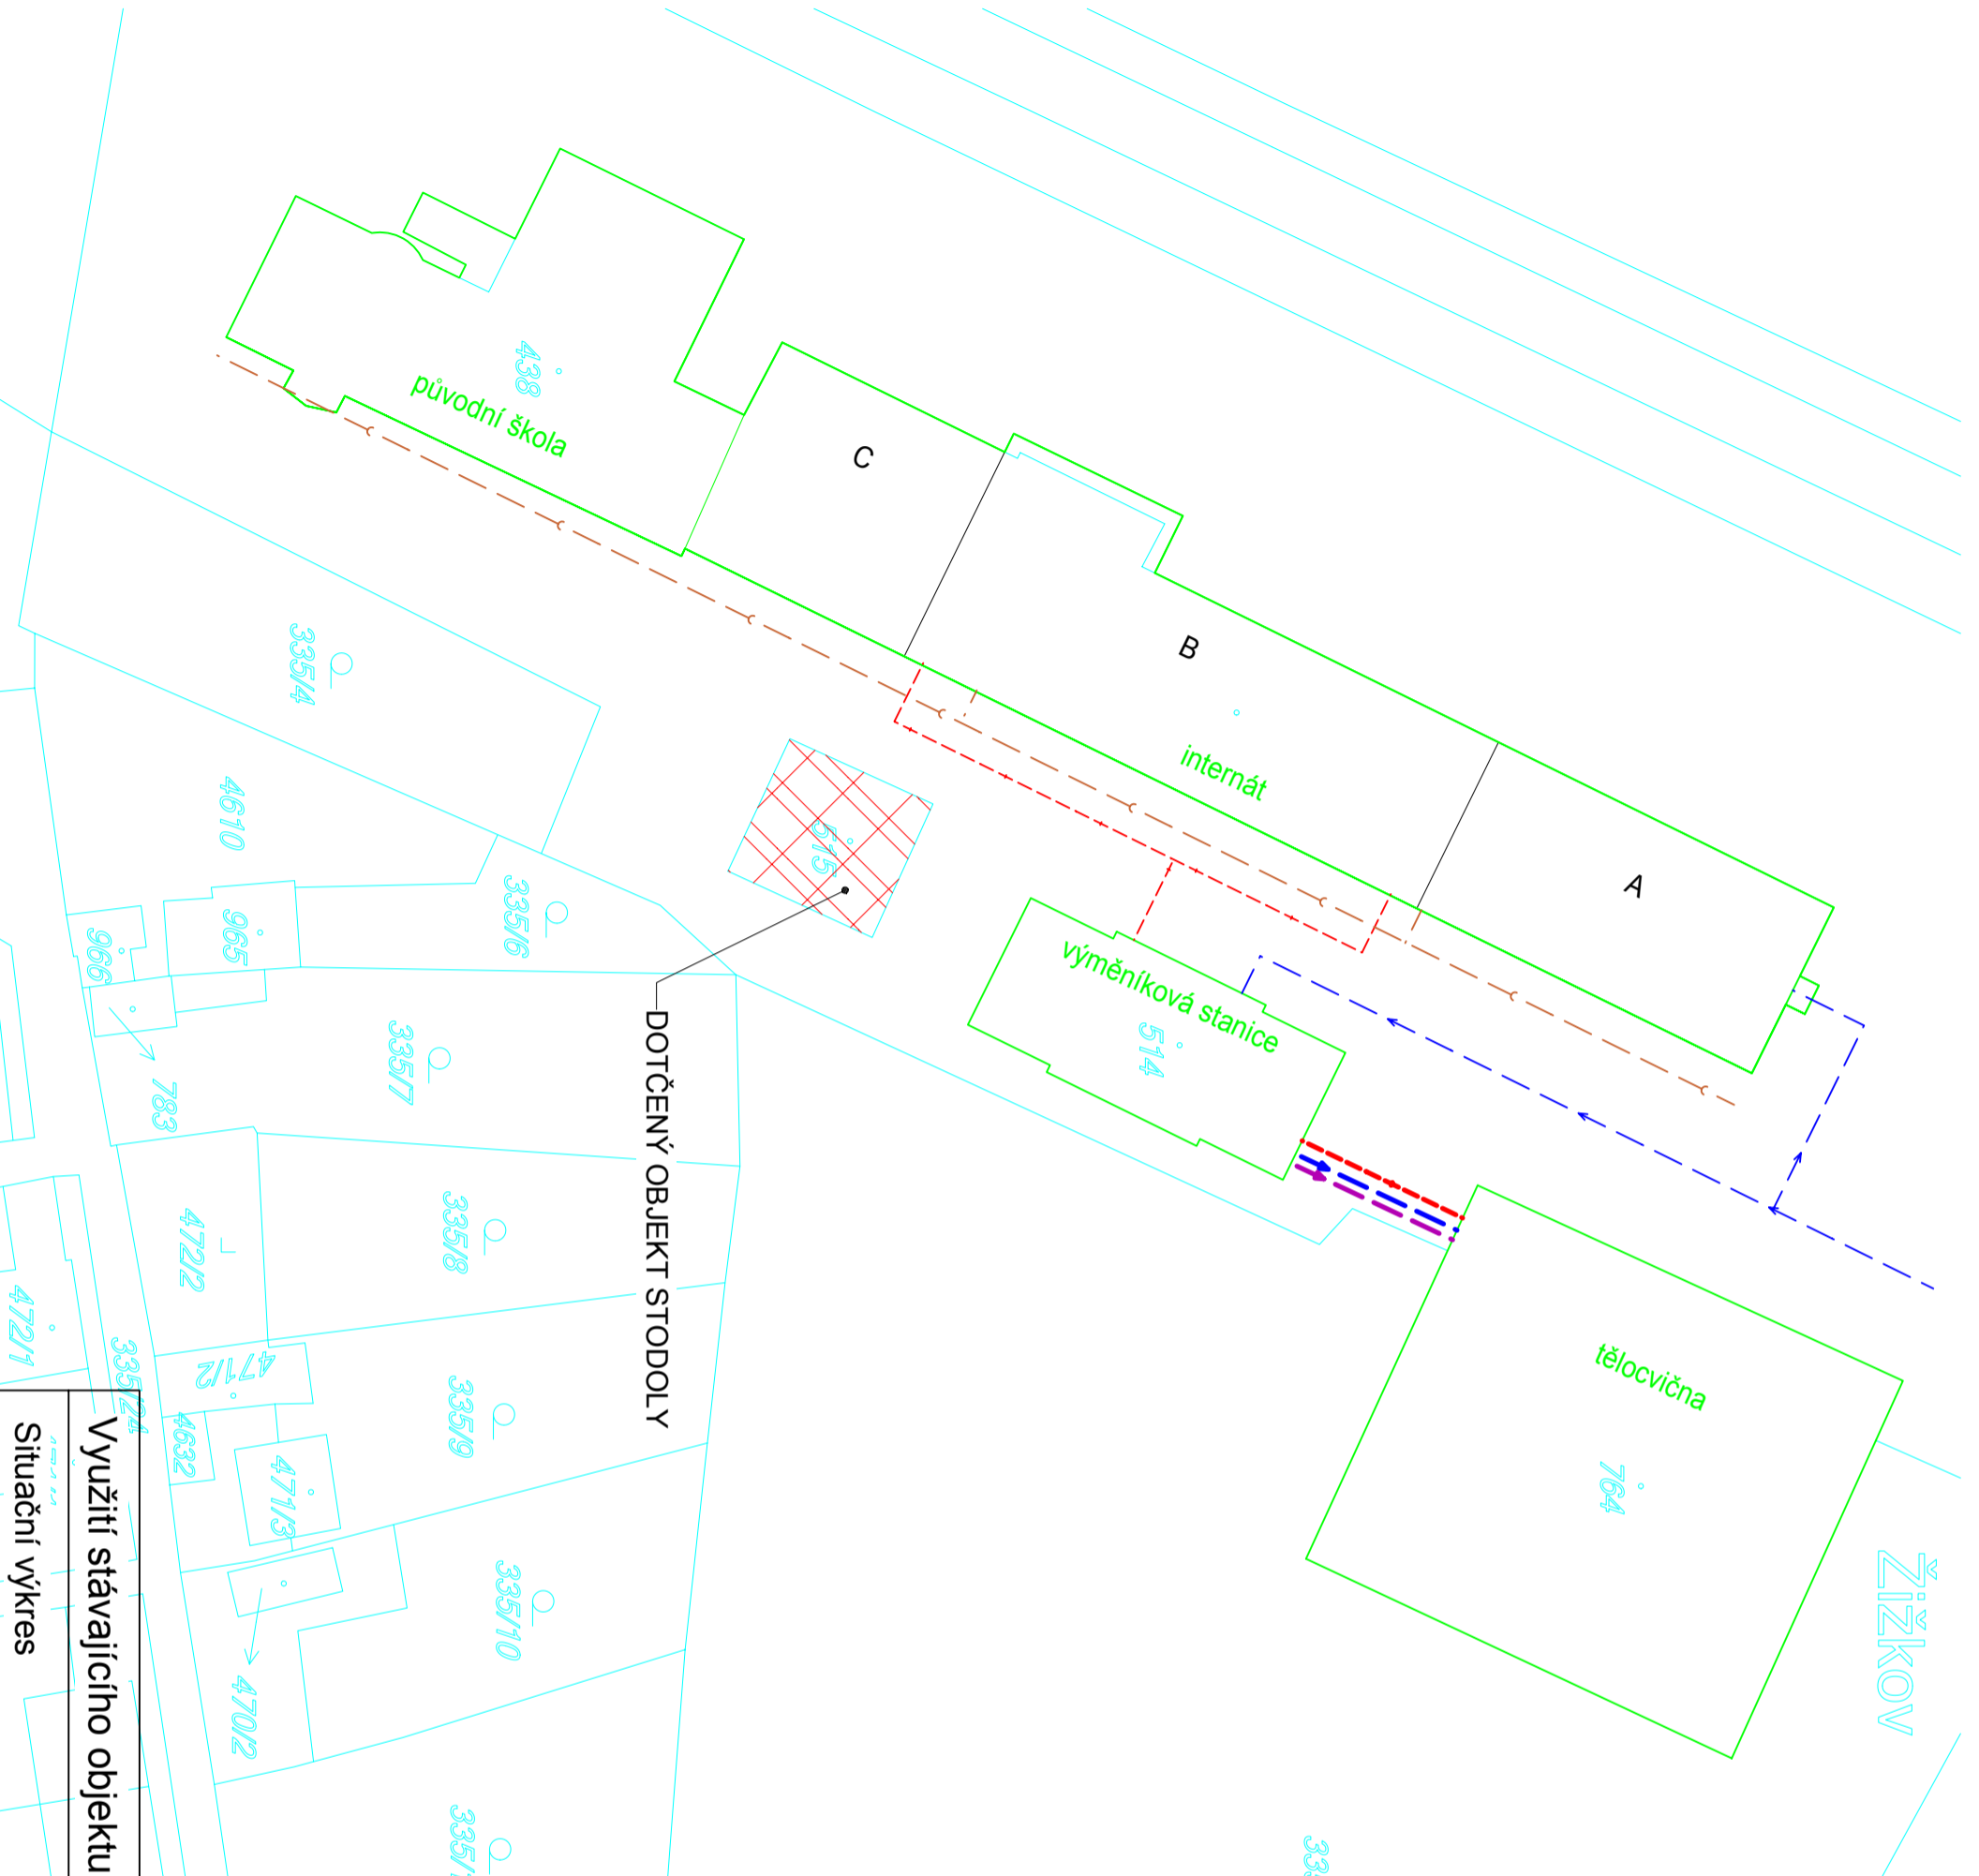 438
původní škola
C
B
internát
A
335/4
4610
965
966
783
335/6
515
335/7
výměníková stanice
514
DOTČENÝ OBJEKT STODOLY
472/2
335/8
472/1
335/24
471/2
4632
471/3
335/9
335/10
470/2
tělocvična
764
Žižkov
Využití stávajícího objektu
Situační výkres